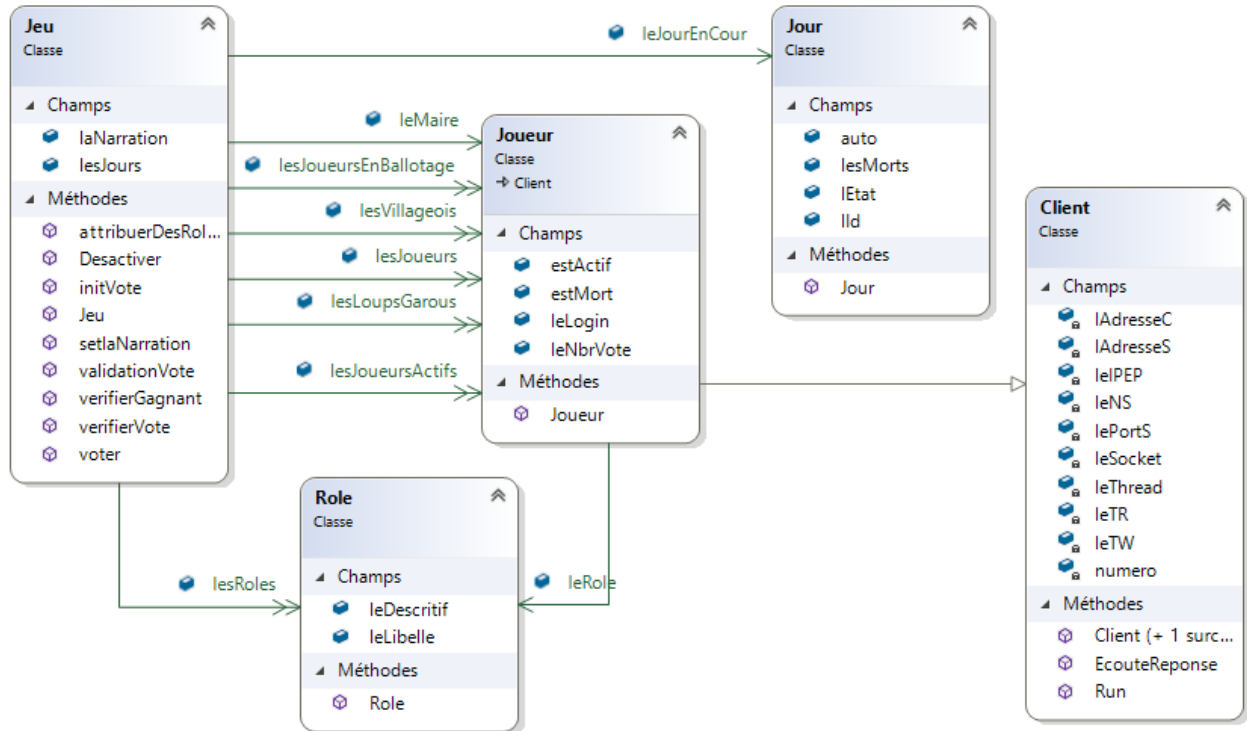 Jeu
Classe
Champs
laNarration
lesJours
Méthodes
attribuerDesRol...
Desactiver
initVote
Jeu
setlaNarration
validationVote
verifierGagnant
verifierVote
voter
leJourEnCour
leMaire
lesJoueursEnBallotage
lesVillageois
lesJoueurs
lesLoupsGarous
lesJoueursActifs
Joueur
Classe
Client
Champs
estActif
estMort
leLogin
leNbrVote
Méthodes
Joueur
Jour
Classe
Champs
auto
lesMorts
lEtat
lId
Méthodes
Jour
Client
Classe
Champs
lAdresseC
lAdresseS
leIPEP
leNS
lePortS
leSocket
leThread
leTR
leTW
numero
Méthodes
Client (+ 1 surc...
EcouteReponse
Run
lesRoles
leRole
Role
Classe
Champs
leDescritif
leLibelle
Méthodes
Role